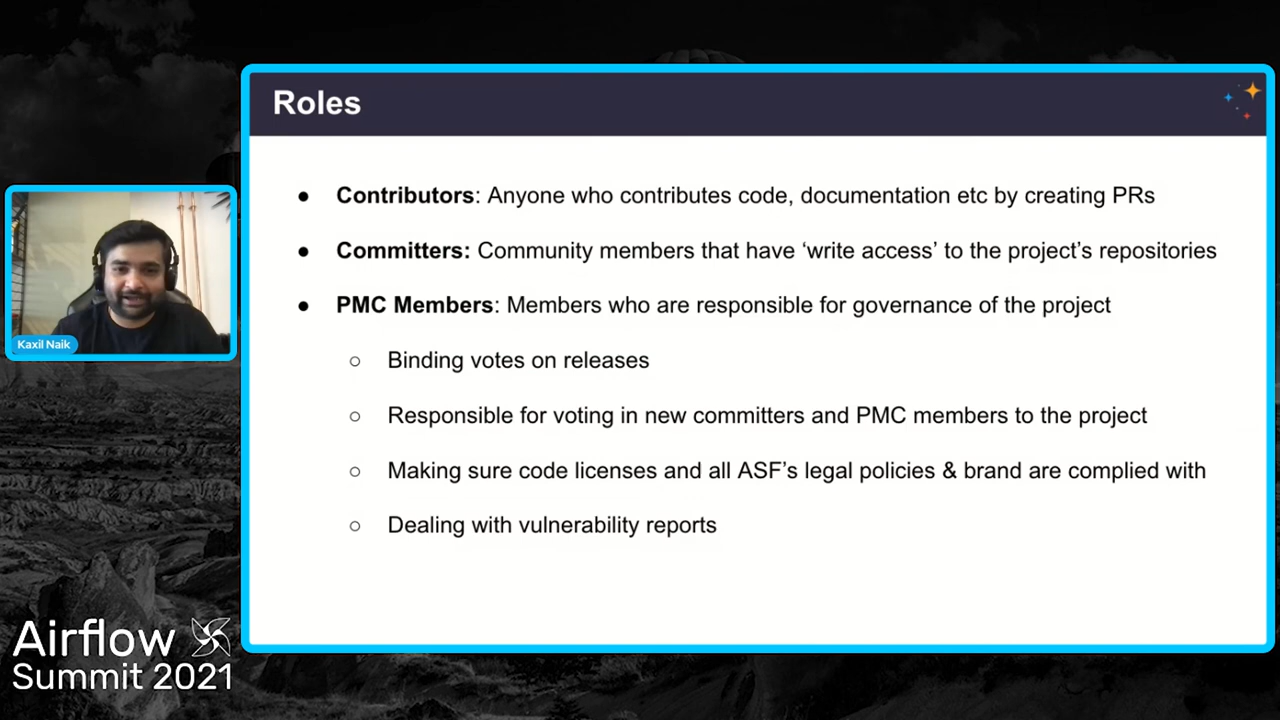 Roles
● Contributors: Anyone who contributes code, documentation etc by creating PRs
● Committers: Community members that have ‘write access’ to the project’s repositories
● PMC Members: Members who are responsible for governance of the project
○ Binding votes on releases
○ Responsible for voting in new committers and PMC members to the project
○ Making sure code licenses and all ASF’s legal policies & brand are complied with
○ Dealing with vulnerability reports
Kaxil Naik
Airflow
Summit 2021